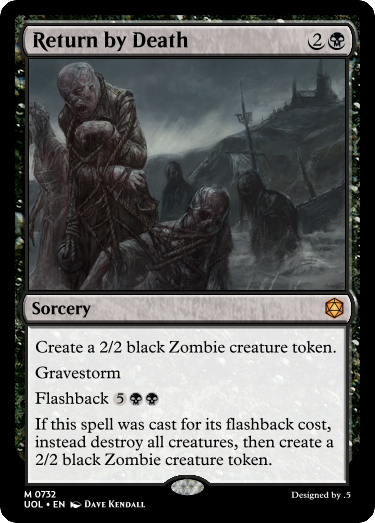 Return by Death 2
Sorcery
Create a 2/2 black Zombie creature token.
Gravestorm
Flashback 5
If this spell was cast for its flashback cost,
instead destroy all creatures, then create a
2/2 black Zombie creature token.
M 0732
UOL • EN Dave Kendall
Designed by .5